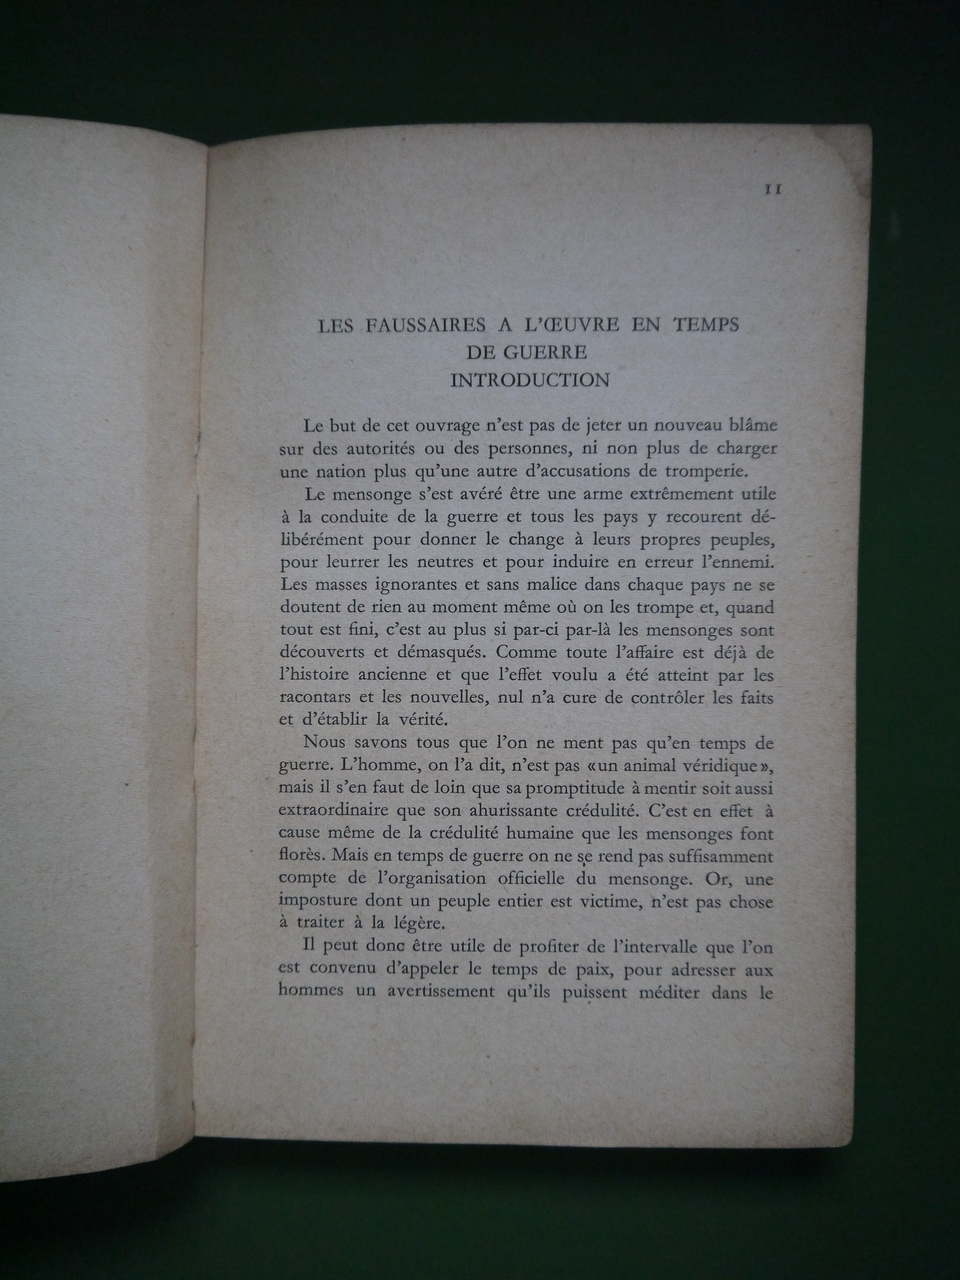 11
LES FAUSSAIRES A L'ŒUVRE EN TEMPS
DE GUERRE
INTRODUCTION
Le but de cet ouvrage n'est pas de jeter un nouveau blâme
sur des autorités ou des personnes, ni non plus de charger
une nation plus qu'une autre d'accusations de tromperie.
Le mensonge s'est avéré être une arme extrêmement utile
à la conduite de la guerre et tous les pays y recourent dé-
libérément pour donner le change à leurs propres peuples,
pour leurrer les neutres et pour induire en erreur l'ennemi.
Les masses ignorantes et sans malice dans chaque pays ne se
doutent de rien au moment même où on les trompe et, quand
tout est fini, c'est au plus si par-ci par-là les mensonges sont
découverts et démasqués. Comme toute l'affaire est déjà de
l'histoire ancienne et que l'effet voulu a été atteint par les
racontars et les nouvelles, nul n'a cure de contrôler les faits
et d'établir la vérité.
Nous savons tous que l'on ne ment pas qu'en temps de
guerre. L'homme, on l'a dit, n'est pas «un animal véridique»,
mais il s'en faut de loin que sa promptitude à mentir soit aussi
extraordinaire que son ahurissante crédulité. C'est en effet à
cause même de la crédulité humaine que les mensonges font
florès. Mais en temps de guerre on ne se rend pas suffisamment
compte de l'organisation officielle du mensonge. Or, une
imposture dont un peuple entier est victime, n'est pas chose
à traiter à la légère.
Il peut donc être utile de profiter de l'intervalle que l'on
est convenu d'appeler le temps de paix, pour adresser aux
hommes un avertissement qu'ils puissent méditer dans le